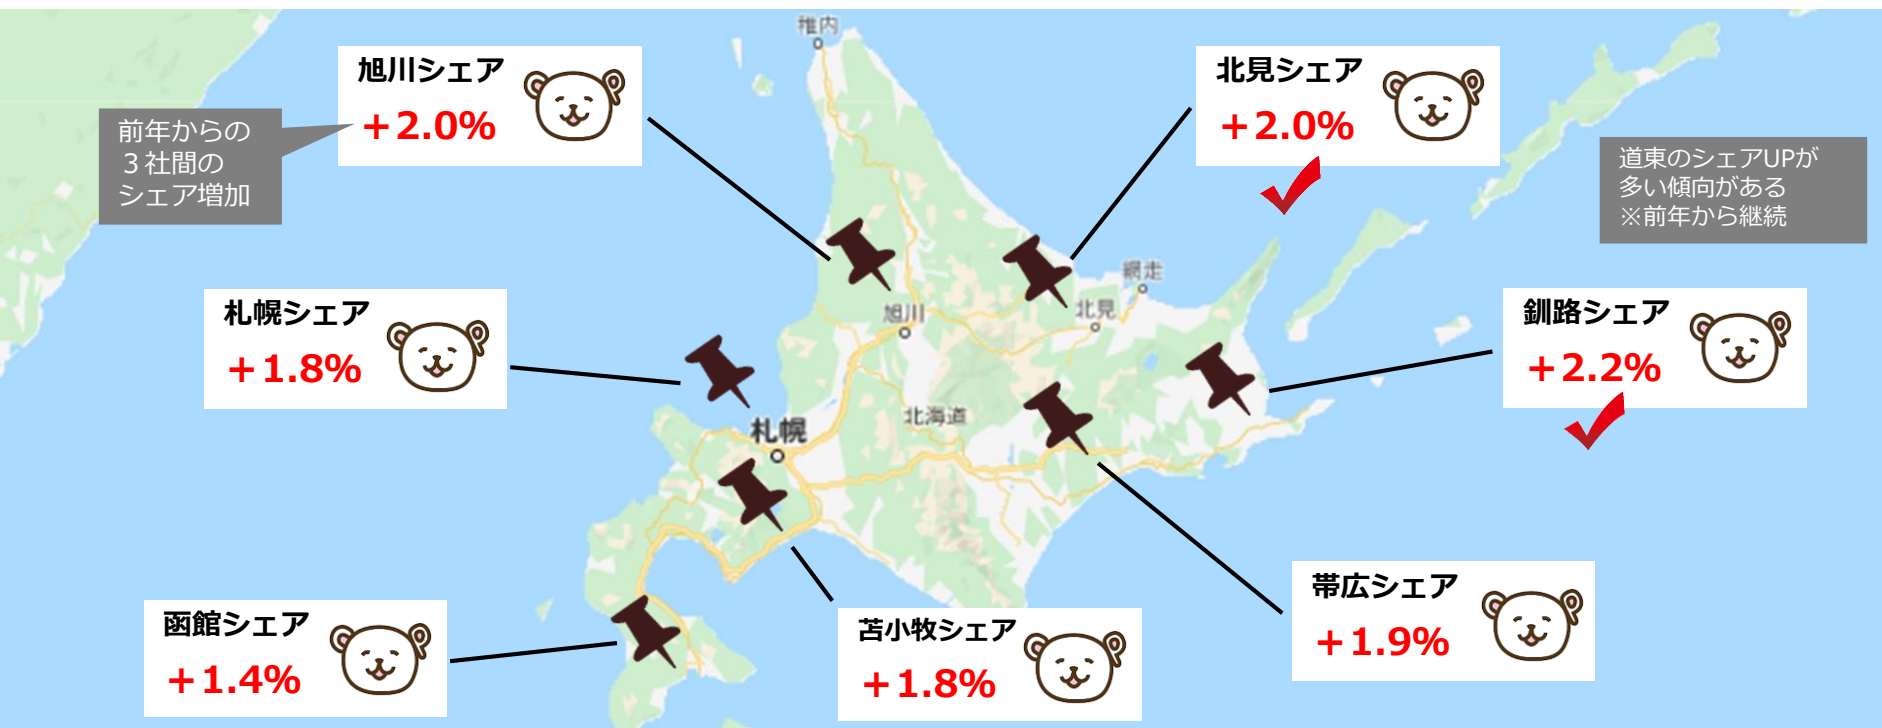 稚内
旭川シェア
+2.0%
北見シェア
+2.0%
前年からの
３社間の
シェア増加
道東のシェアUPが
多い傾向がある
※前年から継続
網走
北見
旭川
札幌シェア
+1.8%
釧路シェア
+2.2%
北海道
札幌
帯広シェア
+1.9%
函館シェア
+1.4%
苫小牧シェア
+1.8%